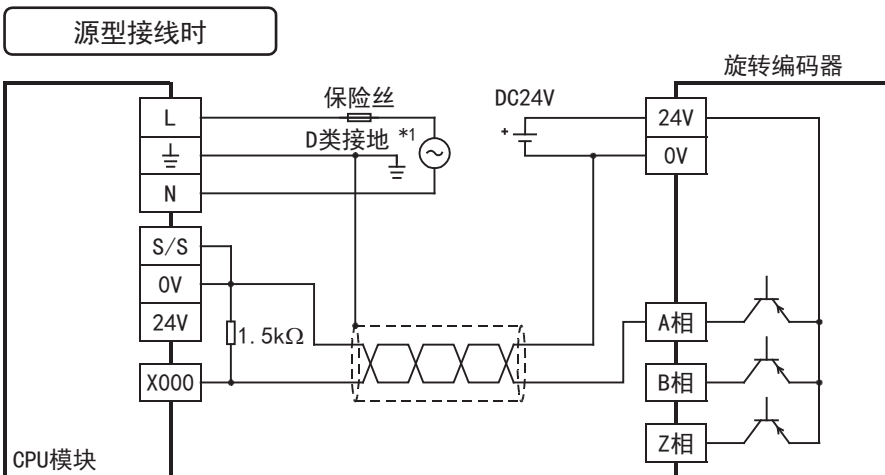 源型接线时
旋转编码器
L
保险丝
DC24V
24V
D类接地 *1
+
0V
N
S/S
0V
24V
1.5kΩ
A相
X000
B相
Z相
CPU模块